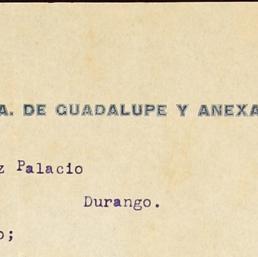 A. DE GUADALUPE Y ANEXA
z Palacio
Durango.
o;